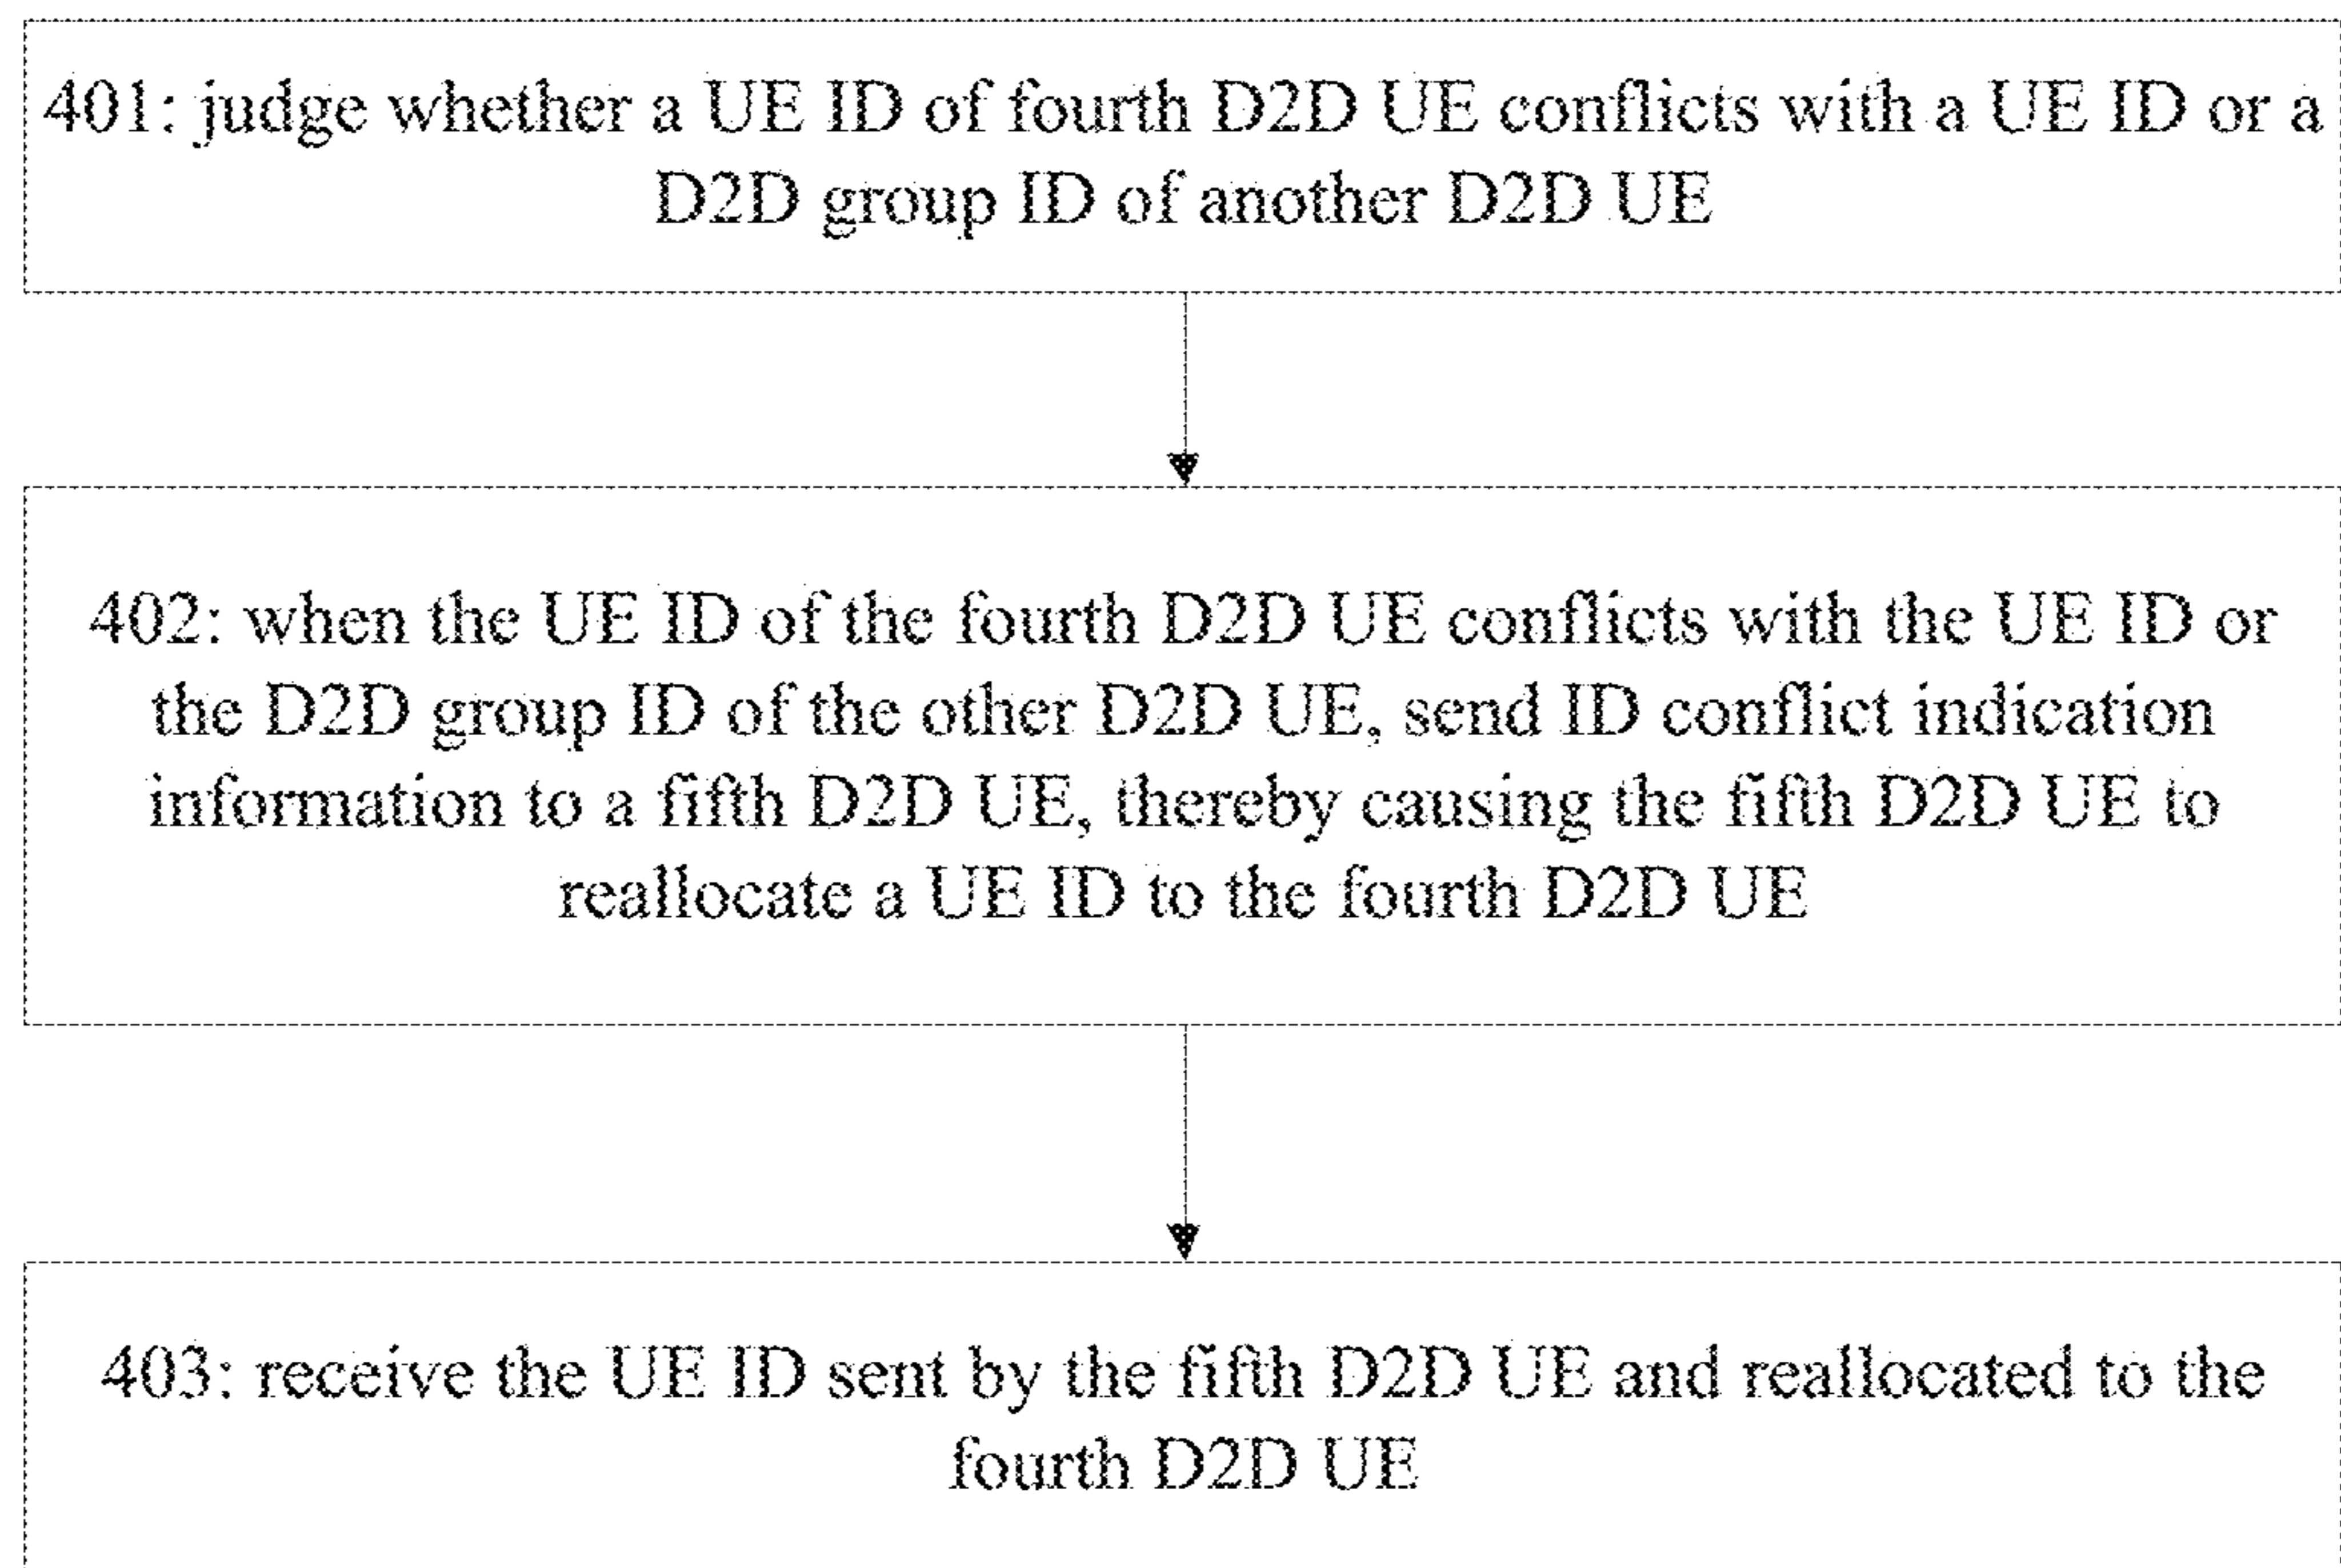 401: judge whether a UE ID of fourth D2D UE conflicts with a UE ID or a
D2D group ID of another D2D UE
402: when the UE ID of the fourth D2D UE conflicts with the UE ID or
the D2D group ID of the other D2D UE, send ID conflict indication
information to a fifth D2D UE, thereby causing the fifth D2D UE to
reallocate a UE ID to the fourth D2D UE
403: receive the UE ID sent by the fifth D2D UE and reallocated to the
fourth D2D UE